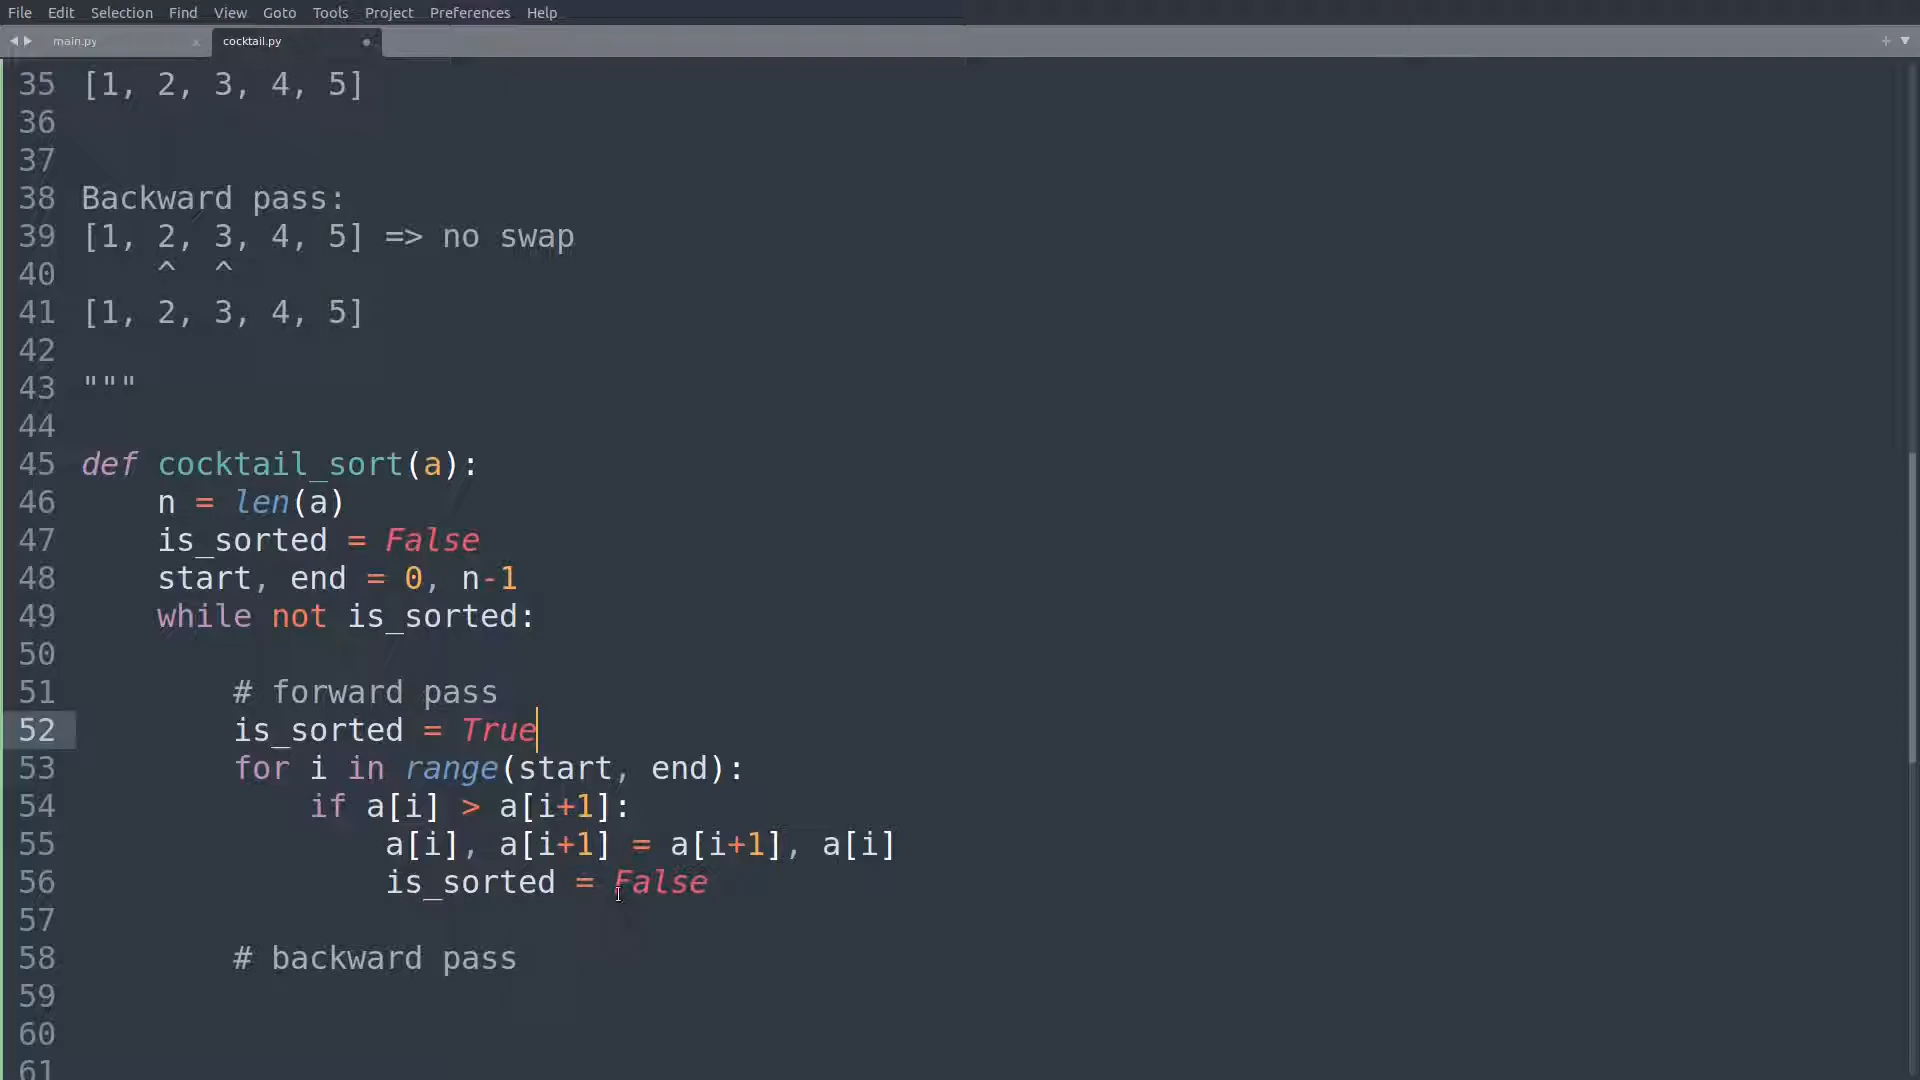 File Edit Selection Find View Goto Tools Project Preferences Help
main.py cocktail.py
35 [1, 2, 3, 4, 5]
36
37
38 Backward pass:
39 [1, 2, 3, 4, 5] => no swap
40     ^  ^
41 [1, 2, 3, 4, 5]
42
43 """
44
45 def cocktail_sort(a):
46     n = len(a)
47     is_sorted = False
48     start, end = 0, n-1
49     while not is_sorted:
50
51         # forward pass
52         is_sorted = True
53         for i in range(start, end):
54             if a[i] > a[i+1]:
55                 a[i], a[i+1] = a[i+1], a[i]
56                 is_sorted = False
57
58         # backward pass
59
60
61